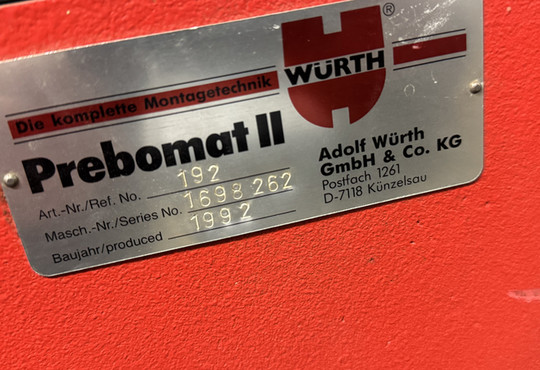 Die komplette Montagetechnik
WÜRTH®
Prebomat II
Art.-Nr./Ref. No. 192
Masch.-Nr./Series No. 1698 262
Baujahr/produced 1992
Adolf Würth
GmbH & Co. KG
Postfach 1261
D-7118 Künzelsau